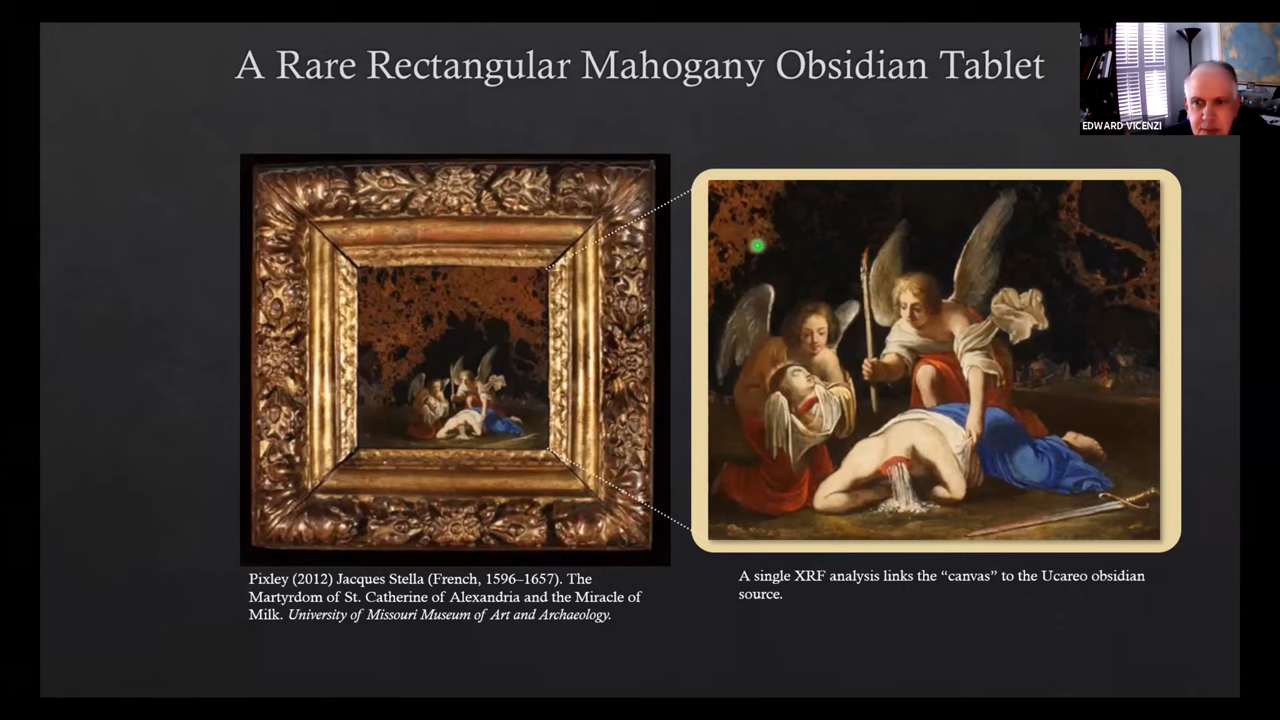 A Rare Rectangular Mahogany Obsidian Tablet
EDWARD VICENZI
Pixley (2012) Jacques Stella (French, 1596–1657). The
Martyrdom of St. Catherine of Alexandria and the Miracle of
Milk. University of Missouri Museum of Art and Archaeology.
A single XRF analysis links the “canvas” to the Ucareo obsidian
source.